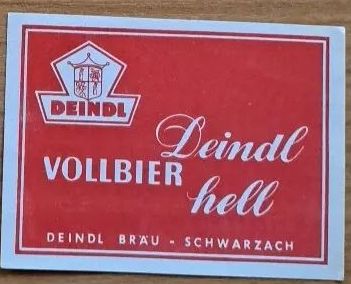 DEINDL
Deindl
VOLLBIER
hell
DEINDL BRÄU - SCHWARZACH